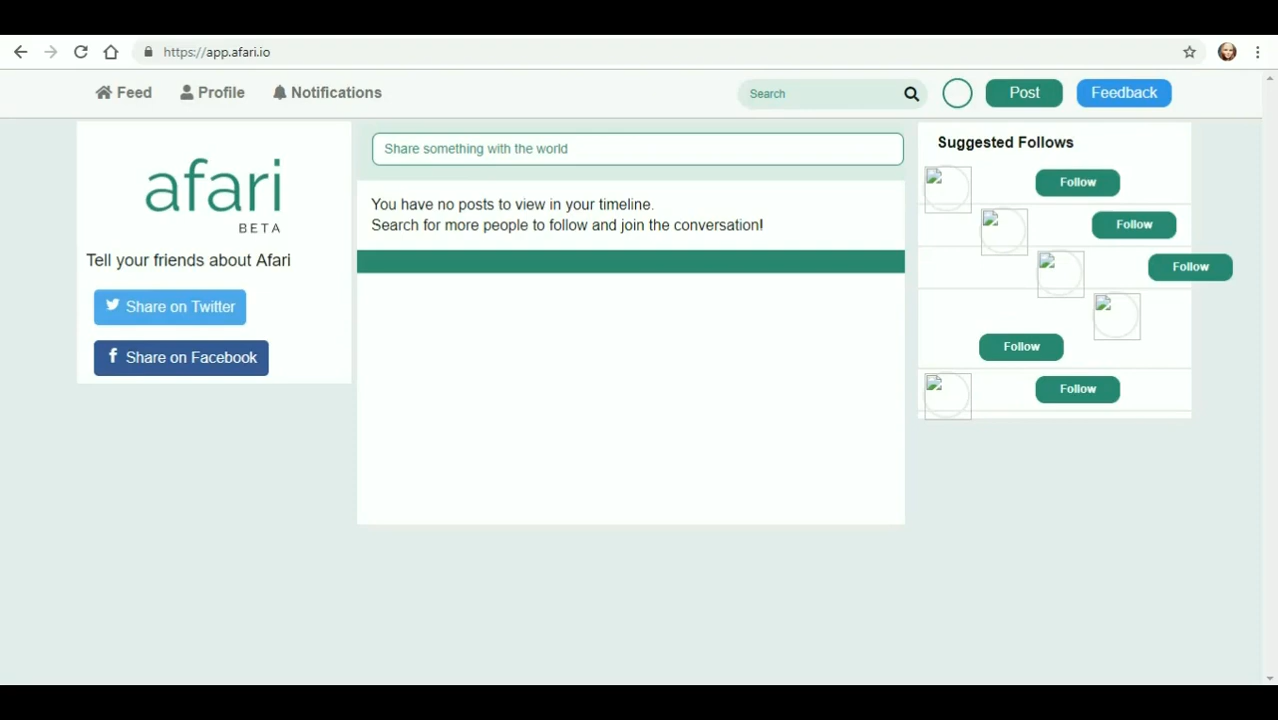 https://app.afari.io
Feed Profile Notifications Search Post Feedback
afari
BETA
Tell your friends about Afari
Share on Twitter
f Share on Facebook
Share something with the world
You have no posts to view in your timeline.
Search for more people to follow and join the conversation!
Suggested Follows
Follow
Follow
Follow
Follow
Follow